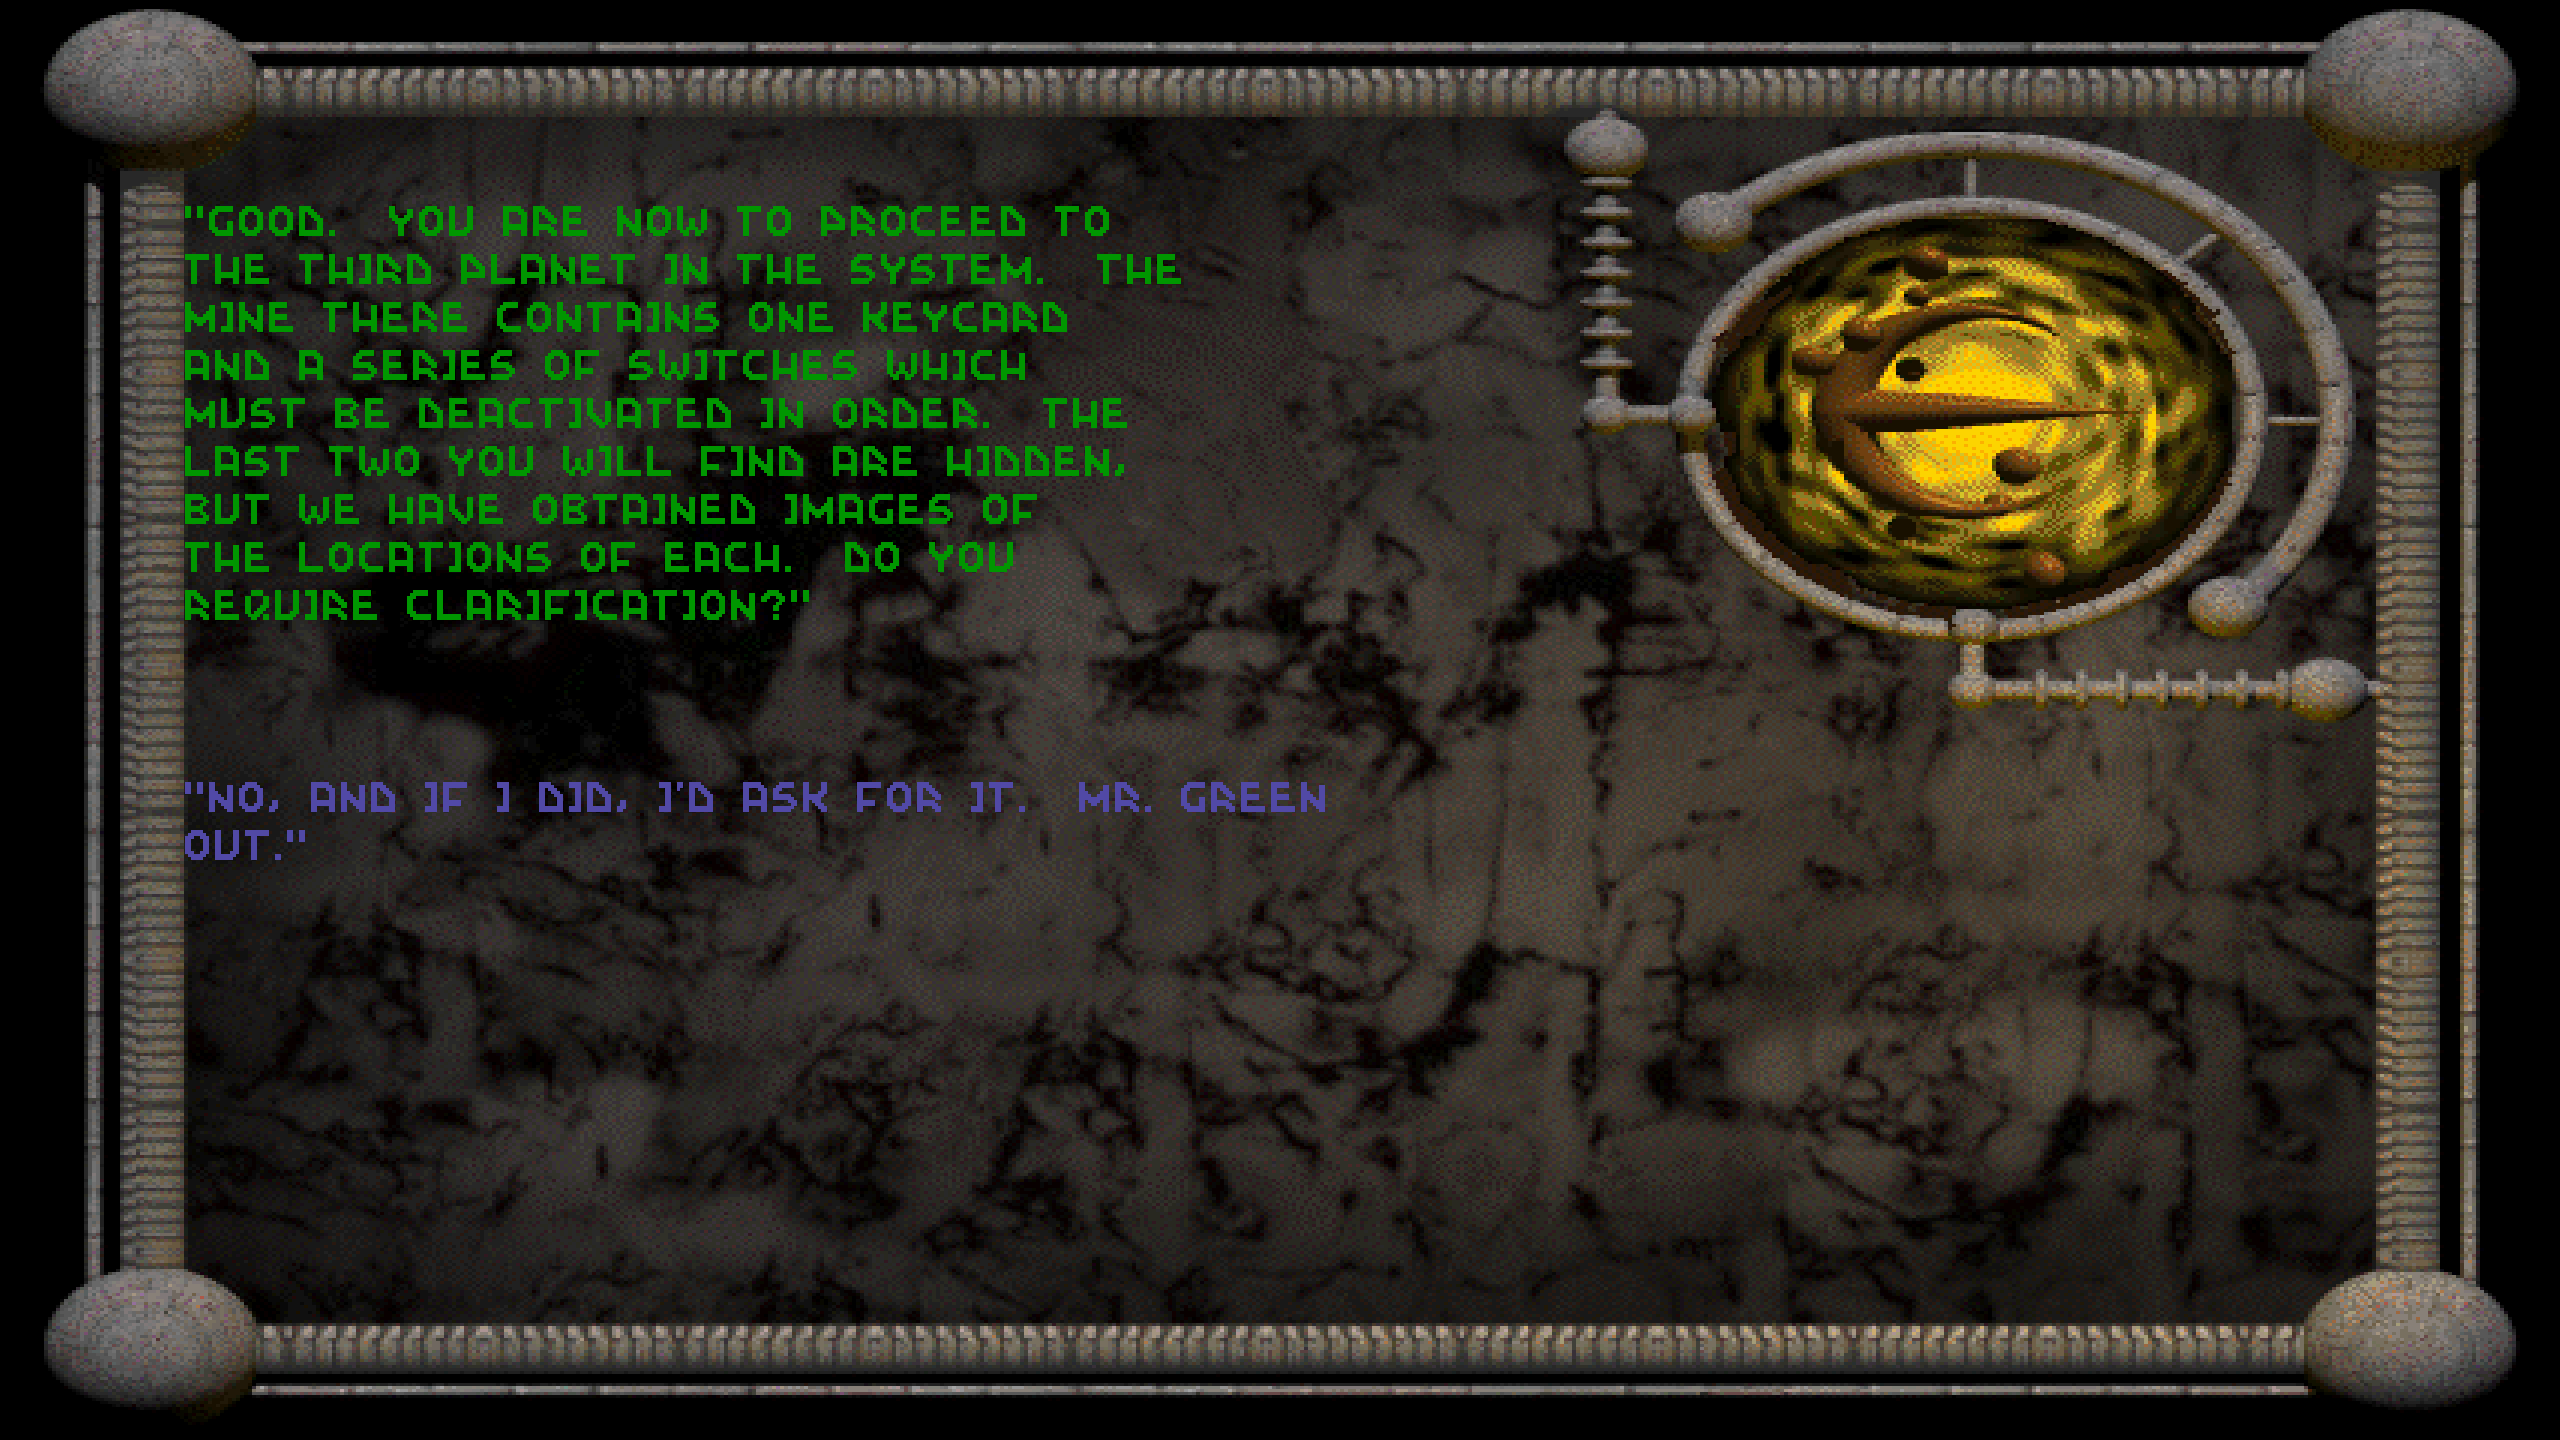 "GOOD.  YOU ARE NOW TO PROCEED TO
THE THIRD PLANET IN THE SYSTEM.  THE
MINE THERE CONTAINS ONE KEYCARD
AND A SERIES OF SWITCHES WHICH
MUST BE DEACTIVATED IN ORDER.  THE
LAST TWO YOU WILL FIND ARE HIDDEN,
BUT WE HAVE OBTAINED IMAGES OF
THE LOCATIONS OF EACH.  DO YOU
REQUIRE CLARIFICATION?"
"NO, AND IF I DID, I'D ASK FOR IT.  MR. GREEN
OUT."